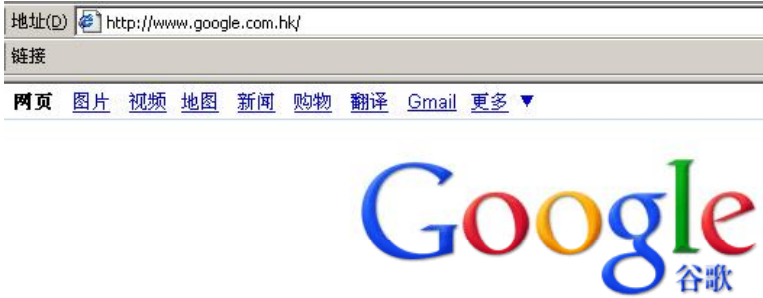 地址(D) http://www.google.com.hk/
链接
网页 图片 视频 地图 新闻 购物 翻译 Gmail 更多 ▼
Google
谷歌